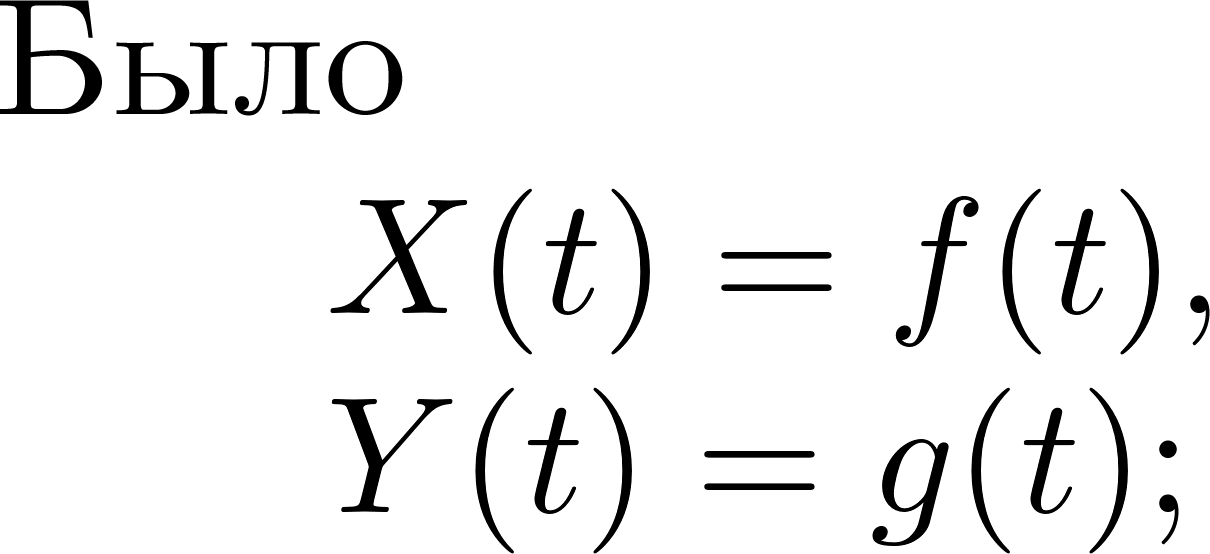 Было
X(t) = f(t),
Y(t) = g(t);